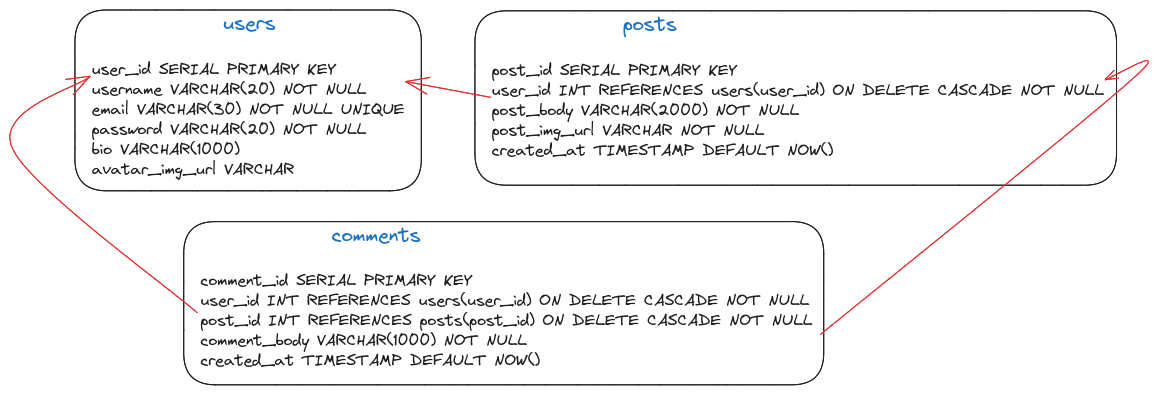 users
user_id SERIAL PRIMARY KEY
username VARCHAR(20) NOT NULL
email VARCHAR(30) NOT NULL UNIQUE
password VARCHAR(20) NOT NULL
bio VARCHAR(1000)
avatar_img_url VARCHAR
posts
post_id SERIAL PRIMARY KEY
user_id INT REFERENCES users(user_id) ON DELETE CASCADE NOT NULL
post_body VARCHAR(2000) NOT NULL
post_img_url VARCHAR NOT NULL
created_at TIMESTAMP DEFAULT NOW()
comments
comment_id SERIAL PRIMARY KEY
user_id INT REFERENCES users(user_id) ON DELETE CASCADE NOT NULL
post_id INT REFERENCES posts(post_id) ON DELETE CASCADE NOT NULL
comment_body VARCHAR(1000) NOT NULL
created_at TIMESTAMP DEFAULT NOW()